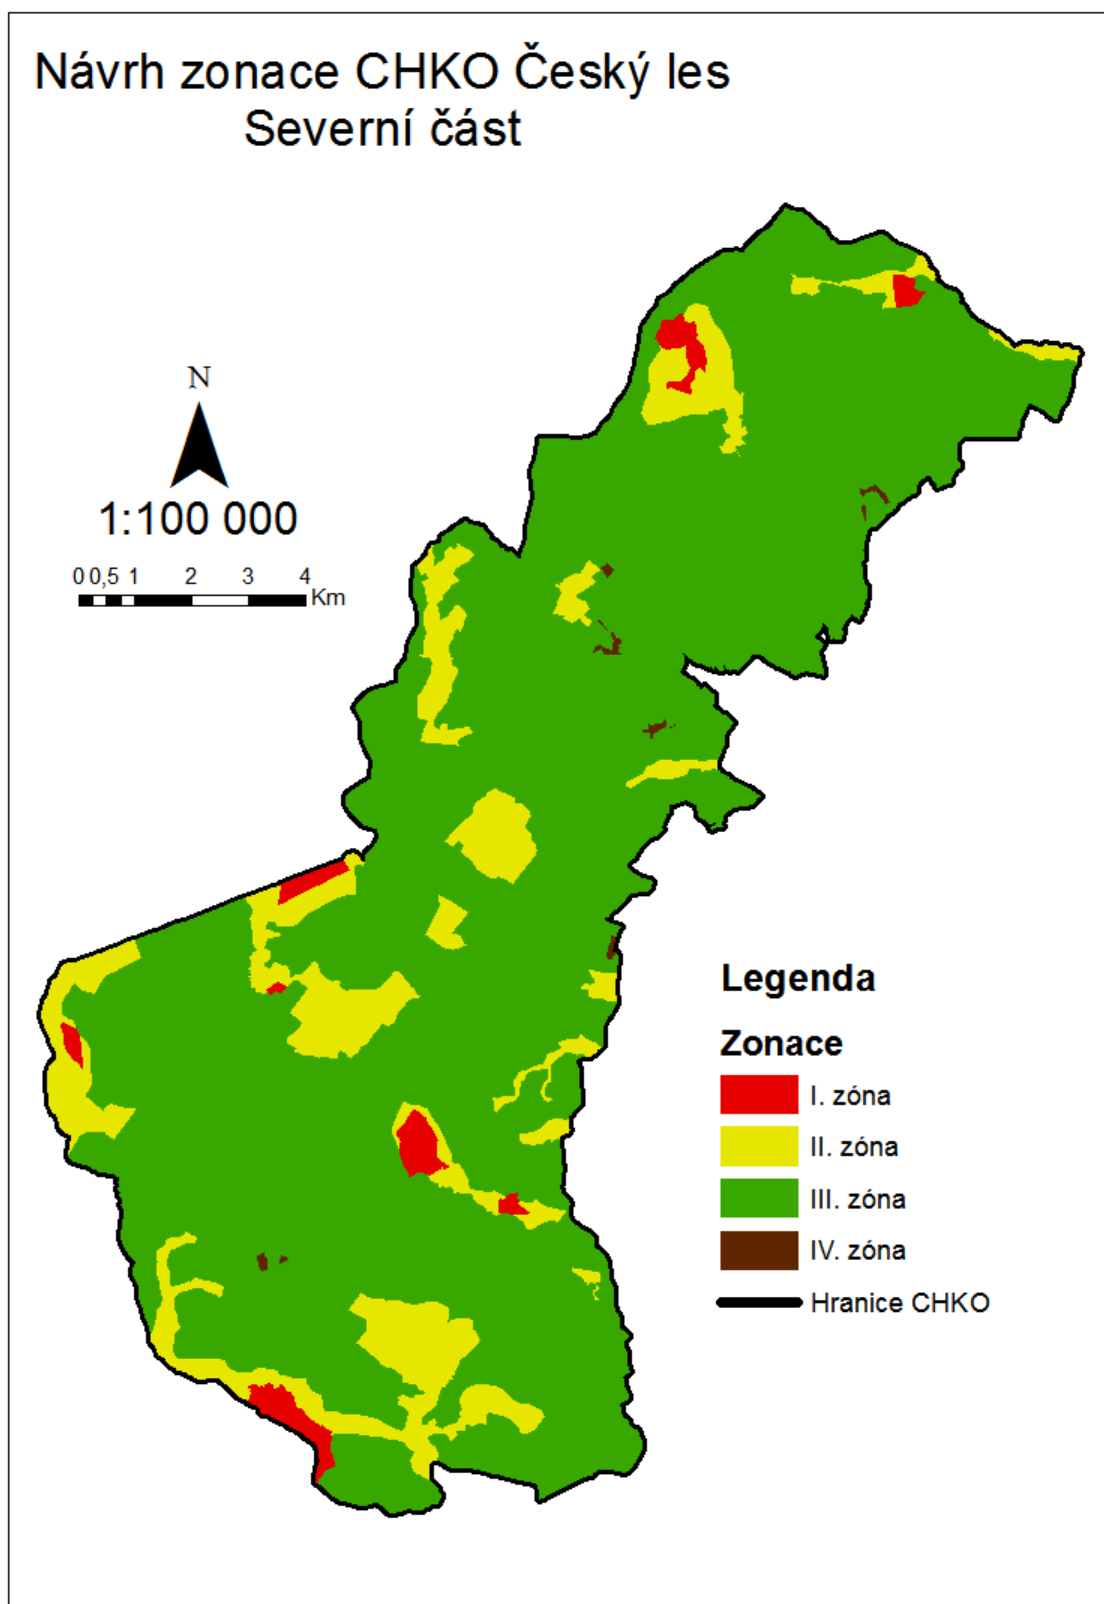 Návrh zonace CHKO Český les
Severní část
N
1:100 000
0 0,5 1 2 3 4
Km
Legenda
Zonace
I. zóna
II. zóna
III. zóna
IV. zóna
Hranice CHKO